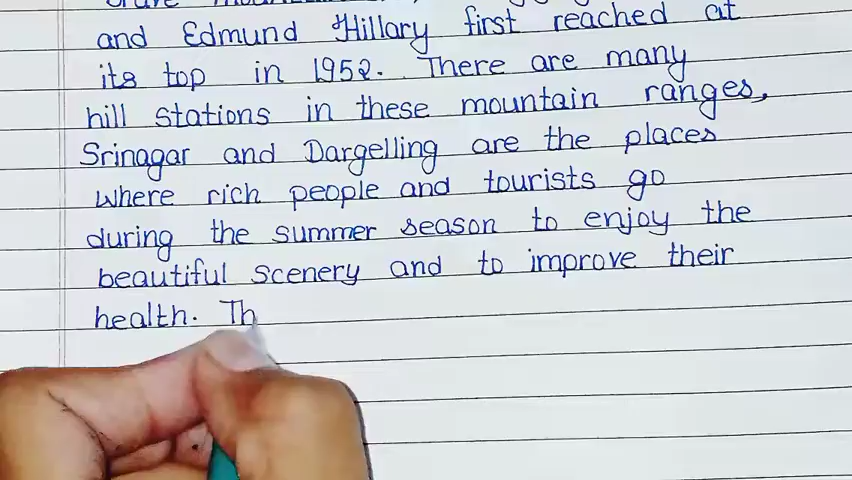 and Edmund Hillary first reached at
its top in 1952. There are many
hill stations in these mountain ranges,
Srinagar and Dargelling are the places
where rich people and tourists go
during the summer season to enjoy the
beautiful scenery and to improve their
health. Th